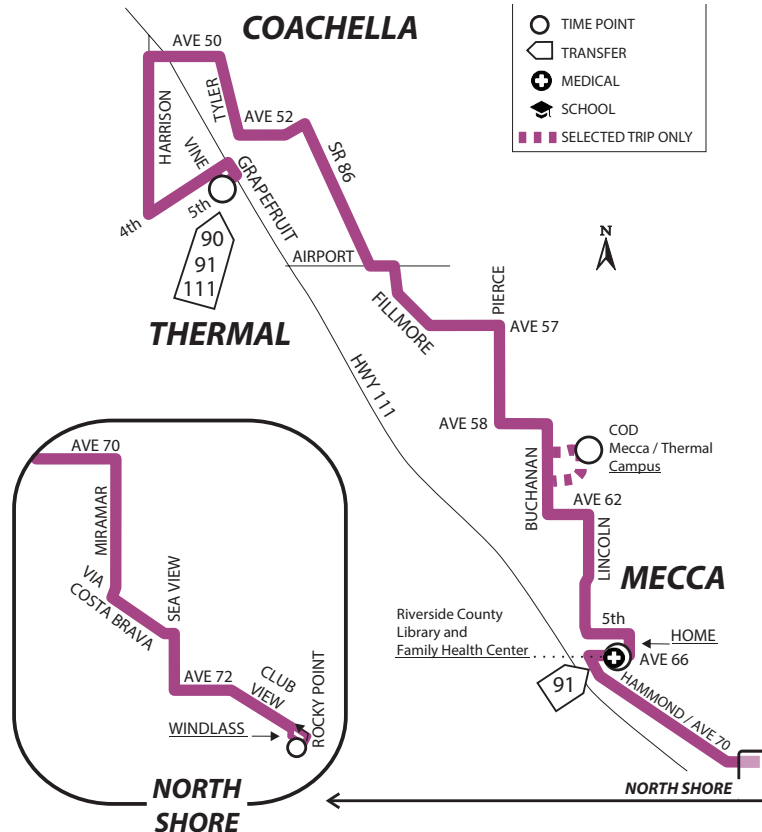 COACHELLA
TIME POINT
TRANSFER
MEDICAL
SCHOOL
SELECTED TRIP ONLY
AVE 50
TYLER
AVE 52
HARRISON
VINE
GRAPEFRUIT
SR 86
4th
5th
90
91
111
THERMAL
AIRPORT
N
FILLMORE
PIERCE
AVE 57
HWY 111
AVE 58
COD
Mecca / Thermal
Campus
BUCHANAN
AVE 62
LINCOLN
MECCA
5th
HOME
Riverside County
Library and
Family Health Center
AVE 66
91
HAMMOND / AVE 70
NORTH SHORE
AVE 70
MIRAMAR
VIA
COSTA BRAVA
SEA VIEW
AVE 72
CLUB
VIEW
ROCKY POINT
WINDLASS
NORTH
SHORE